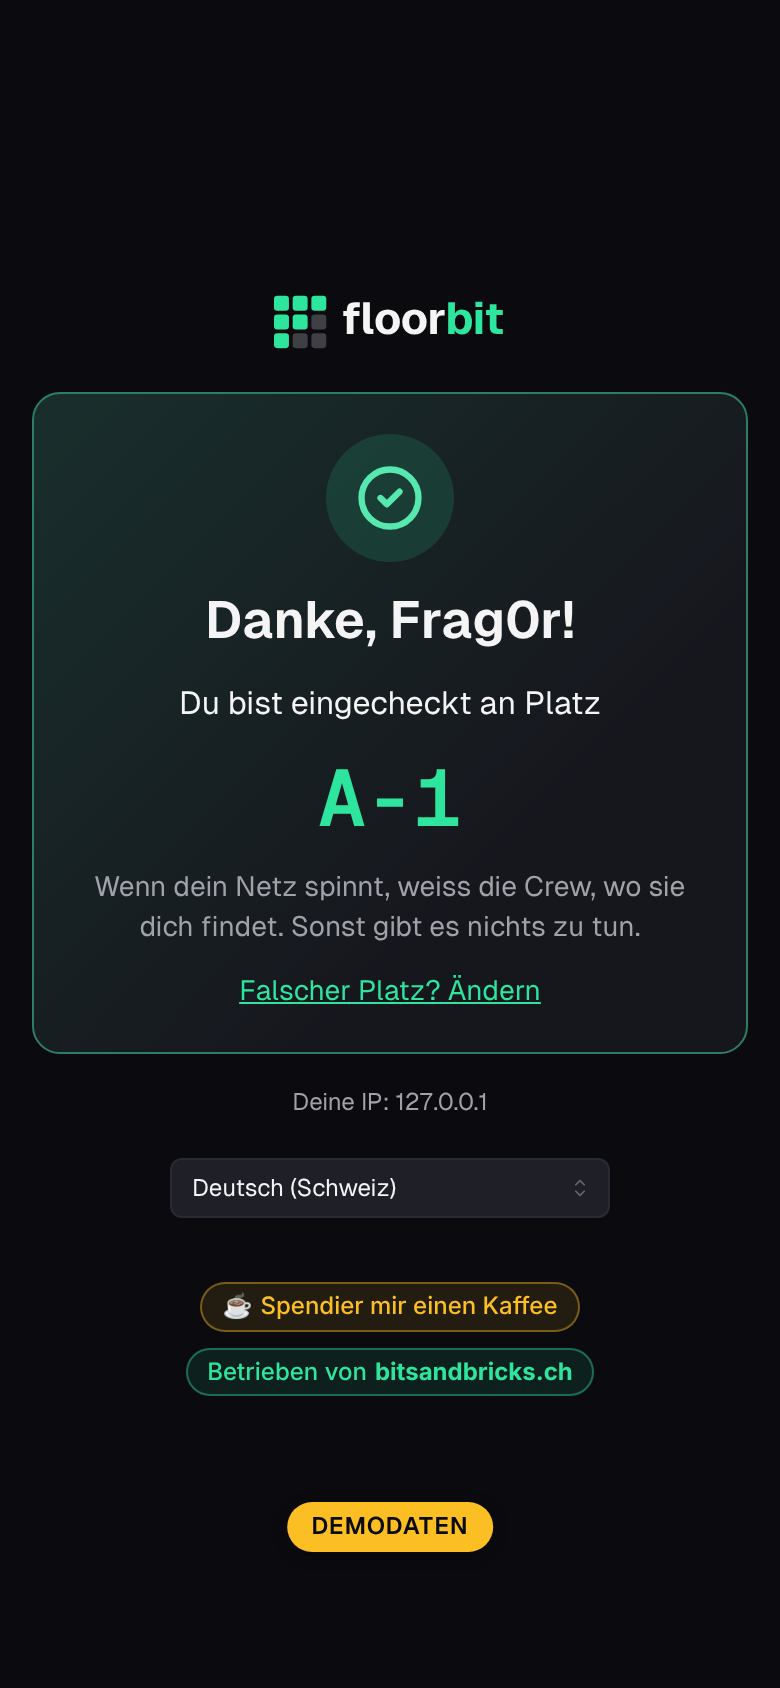 floorbit
Danke, Frag0r!
Du bist eingecheckt an Platz
A-1
Wenn dein Netz spinnt, weiss die Crew, wo sie
dich findet. Sonst gibt es nichts zu tun.
Falscher Platz? Ändern
Deine IP: 127.0.0.1
Deutsch (Schweiz)
☕ Spendier mir einen Kaffee
Betrieben von bitsandbricks.ch
DEMODATEN